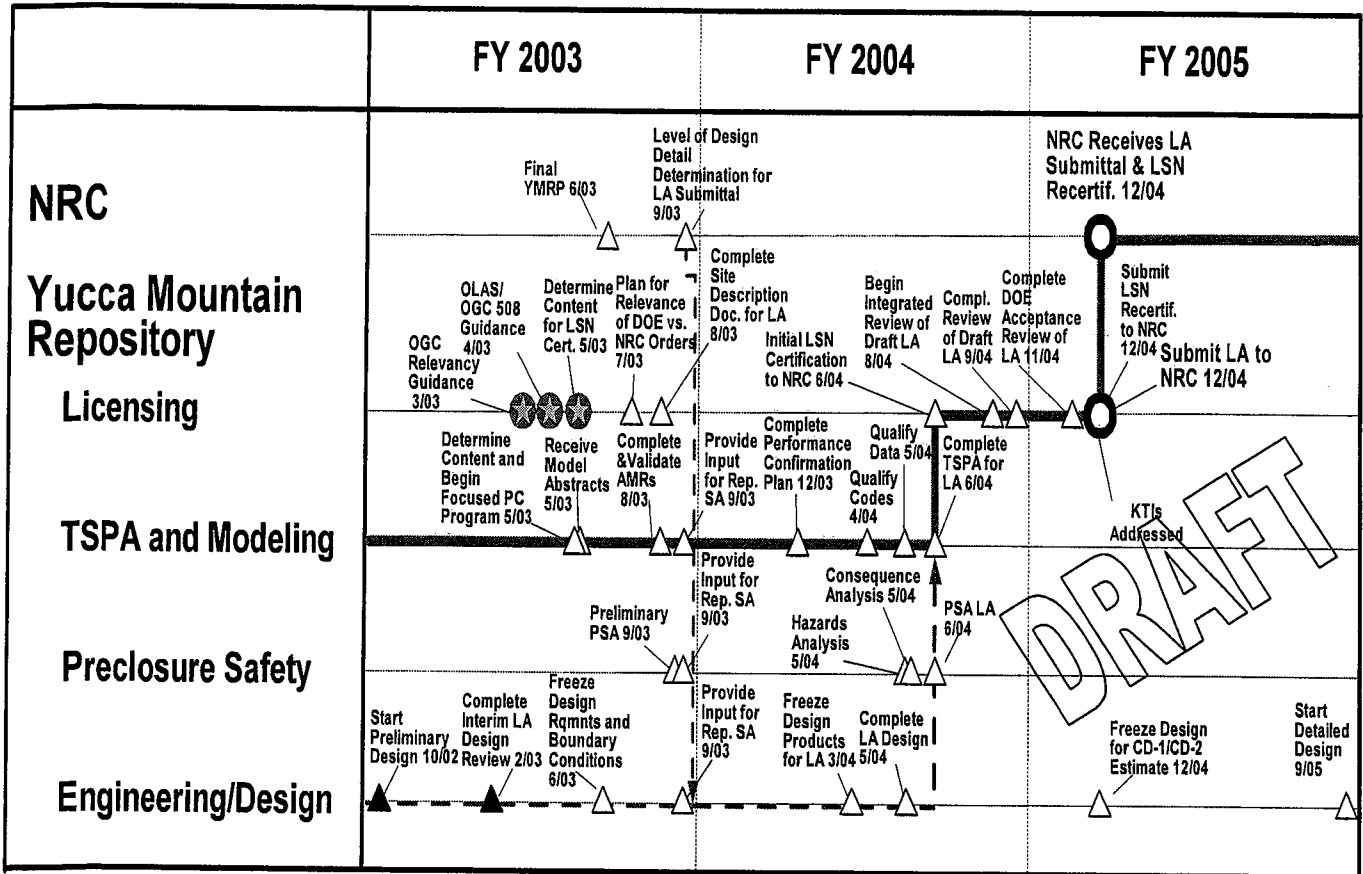 FY 2003
FY 2004
FY 2005
NRC
Final
YMRP 6/03
Level of Design
Detail
Determination for
LA Submittal
9/03
NRC Receives LA
Submittal & LSN
Recertif. 12/04
Yucca Mountain
Repository
Licensing
OGC
Relevancy
Guidance
3/03
OLAS/
OGC 508
Guidance
4/03
Determine
Content
for LSN
Cert. 5/03
Plan for
Relevance
of DOE vs.
NRC Orders
7/03
Complete
Site
Description
Doc. for LA
8/03
Initial LSN
Certification
to NRC 6/04
Begin
Integrated
Review of
Draft LA
8/04
Compl.
Review
of Draft
LA 9/04
Complete
DOE
Acceptance
Review of
LA 11/04
Submit
LSN
Recertif.
to NRC
12/04
Submit LA to
NRC 12/04
KTIs
Addressed
TSPA and Modeling
Determine
Content and
Begin
Focused PC
Program 5/03
Receive
Model
Abstracts
5/03
Complete
&Validate
AMRs
8/03
Provide
Input
for Rep.
SA 9/03
Complete
Performance
Confirmation
Plan 12/03
Qualify
Codes
4/04
Qualify
Data 5/04
Complete
TSPA for
LA 6/04
Preclosure Safety
Preliminary
PSA 9/03
Provide
Input for
Rep. SA
9/03
Hazards
Analysis
5/04
Consequence
Analysis 5/04
PSA LA
6/04
Engineering/Design
Start
Preliminary
Design 10/02
Complete
Interim LA
Design
Review 2/03
Freeze
Design
Rqmnts and
Boundary
Conditions
6/03
Provide
Input for
Rep. SA
9/03
Freeze
Design
Products
for LA 3/04
Complete
LA Design
5/04
Freeze Design
for CD-1/CD-2
Estimate 12/04
Start
Detailed
Design
9/05
DRAFT